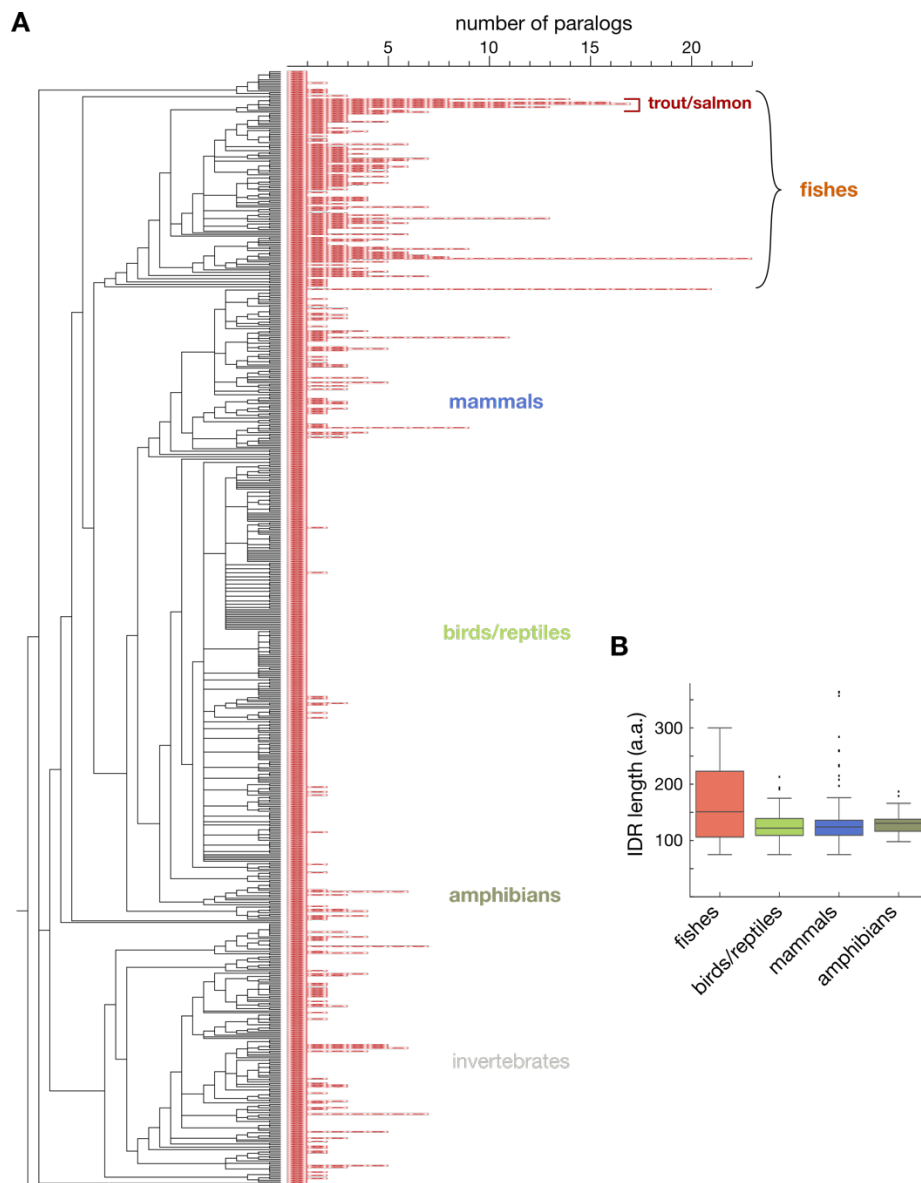 A
number of paralogs
5 10 15 20
trout/salmon
fishes
mammals
birds/reptiles
amphibians
invertebrates
B
IDR length (a.a.)
300
200
100
fishes
birds/reptiles
mammals
amphibians